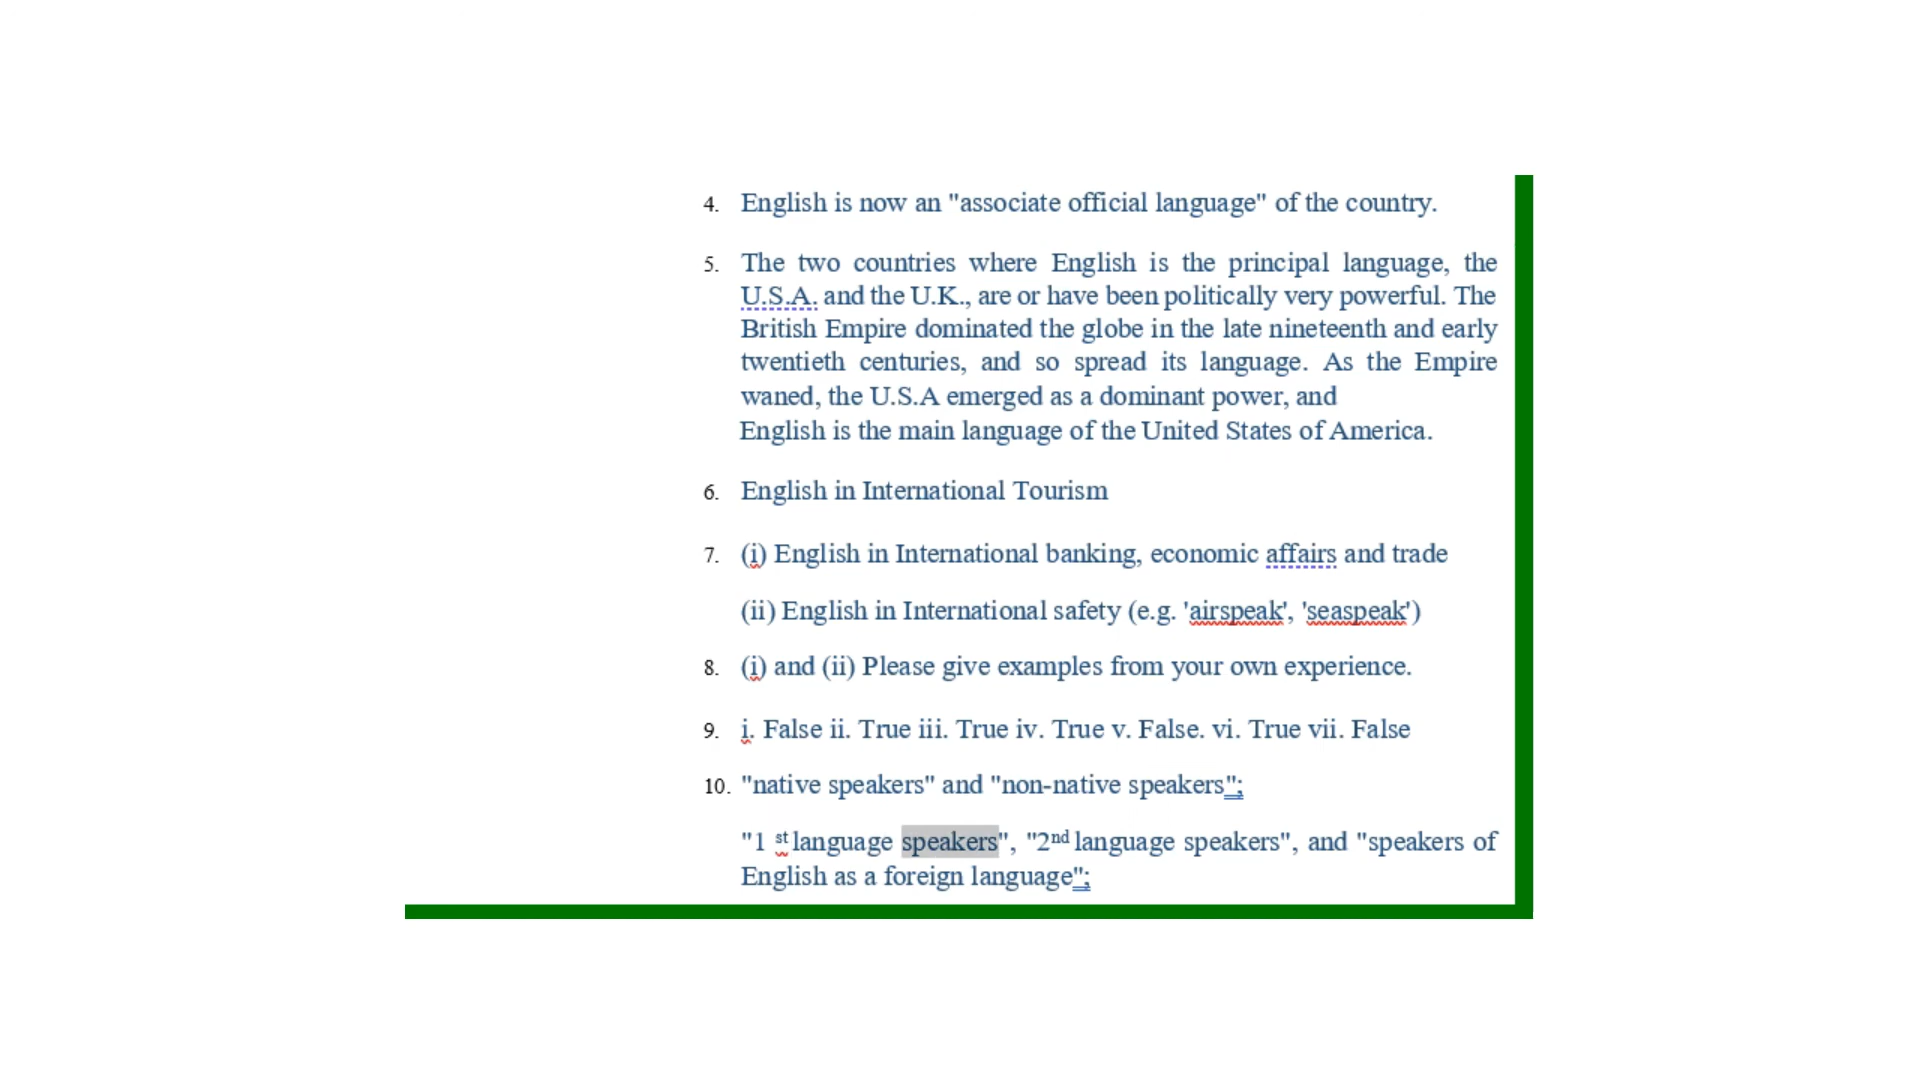 4. English is now an "associate official language" of the country.
5. The two countries where English is the principal language, the
U.S.A. and the U.K., are or have been politically very powerful. The
British Empire dominated the globe in the late nineteenth and early
twentieth centuries, and so spread its language. As the Empire
waned, the U.S.A emerged as a dominant power, and
English is the main language of the United States of America.
6. English in International Tourism
7. (i) English in International banking, economic affairs and trade
(ii) English in International safety (e.g. 'airspeak', 'seaspeak')
8. (i) and (ii) Please give examples from your own experience.
9. i. False ii. True iii. True iv. True v. False. vi. True vii. False
10. "native speakers" and "non-native speakers";
"1 st language speakers", "2nd language speakers", and "speakers of
English as a foreign language";